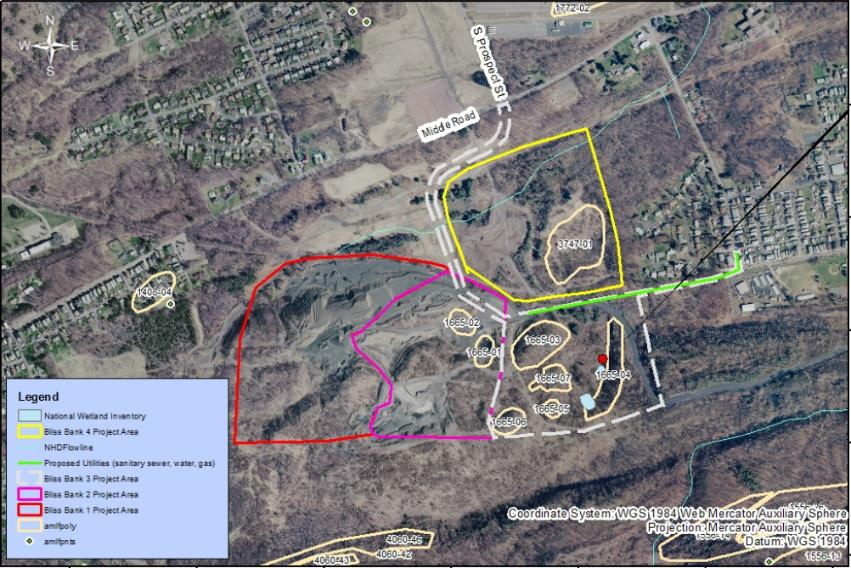 1772-02
N
W E
S
S Prospect St
Middle Road
3747-01
1408-04
1665-02
1665-03
1665-01
1665-07
1665-04
1665-05
1665-06
Legend
National Wetland Inventory
Bliss Bank 4 Project Area
NHDFlowline
Proposed Utilities (sanitary sewer, water, gas)
Bliss Bank 3 Project Area
Bliss Bank 2 Project Area
Bliss Bank 1 Project Area
amlfpoly
amlfpnts
Coordinate System: WGS 1984 Web Mercator Auxiliary Sphere
Projection: Mercator Auxiliary Sphere
Datum: WGS 1984
4060-46
4060-42
4060-43
1556-13